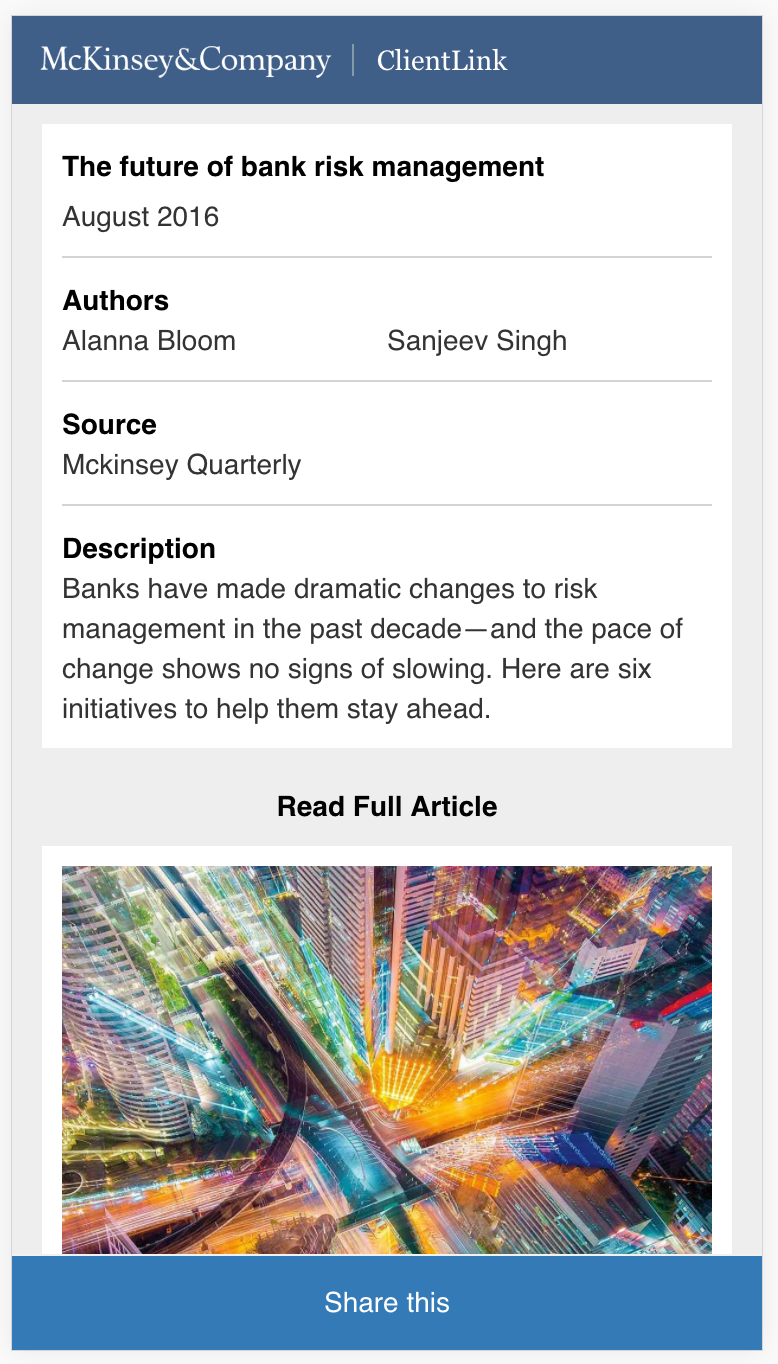 McKinsey&Company | ClientLink
The future of bank risk management
August 2016
Authors
Alanna Bloom Sanjeev Singh
Source
Mckinsey Quarterly
Description
Banks have made dramatic changes to risk
management in the past decade—and the pace of
change shows no signs of slowing. Here are six
initiatives to help them stay ahead.
Read Full Article
Share this